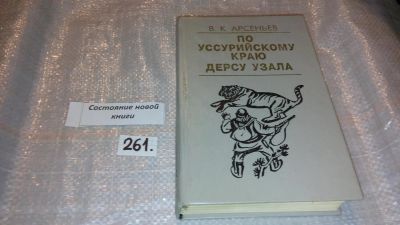 В. К. АРСЕНЬЕВ
ПО
УССУРИЙСКОМУ
КРАЮ
ДЕРСУ УЗАЛА
Состояние новой
книги
261.